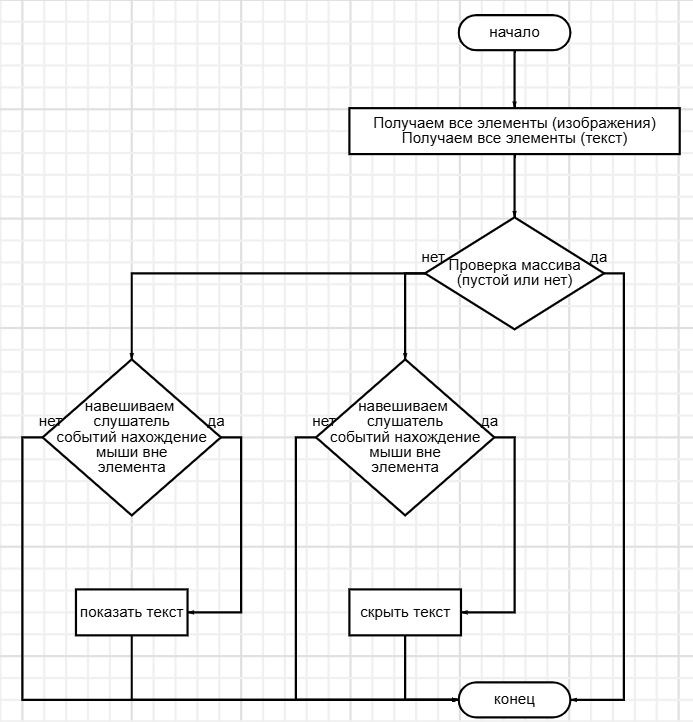 начало
Получаем все элементы (изображения)
Получаем все элементы (текст)
нет
да
Проверка массива
(пустой или нет)
нет
да
навешиваем
слушатель
событий нахождение
мыши вне
элемента
нет
да
навешиваем
слушатель
событий нахождение
мыши вне
элемента
показать текст
скрыть текст
конец